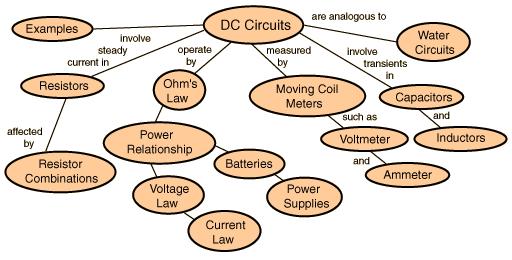 DC Circuits
Examples
are analogous to
Water
Circuits
involve
steady
current in
operate
by
measured
by
involve
transients
in
Resistors
Ohm's
Law
Moving Coil
Meters
Capacitors
affected
by
Power
Relationship
such as
and
Voltmeter
Inductors
Resistor
Combinations
Batteries
and
Ammeter
Voltage
Law
Power
Supplies
Current
Law